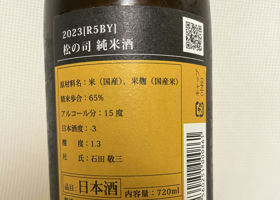 2023[R5BY]
松の司 純米酒
原材料名：米（国産）、米麹（国産米）
精米歩合：65%
アルコール分：15度
日本酒度：-3
酸　度：1.3
杜　氏：石田 敬三
品目 日本酒 内容量：720ml